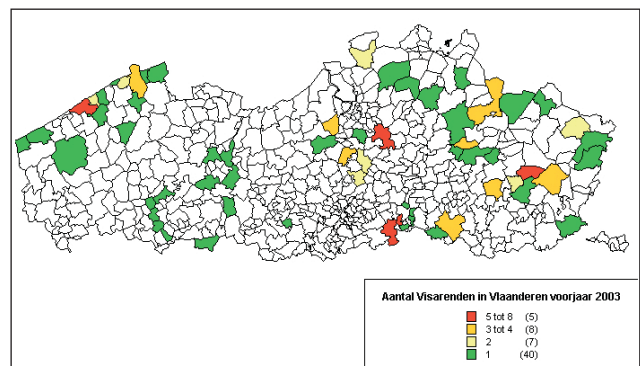 Aantal Visarenden in Vlaanderen voorjaar 2003
5 tot 8 (5)
3 tot 4 (8)
2 (7)
1 (40)